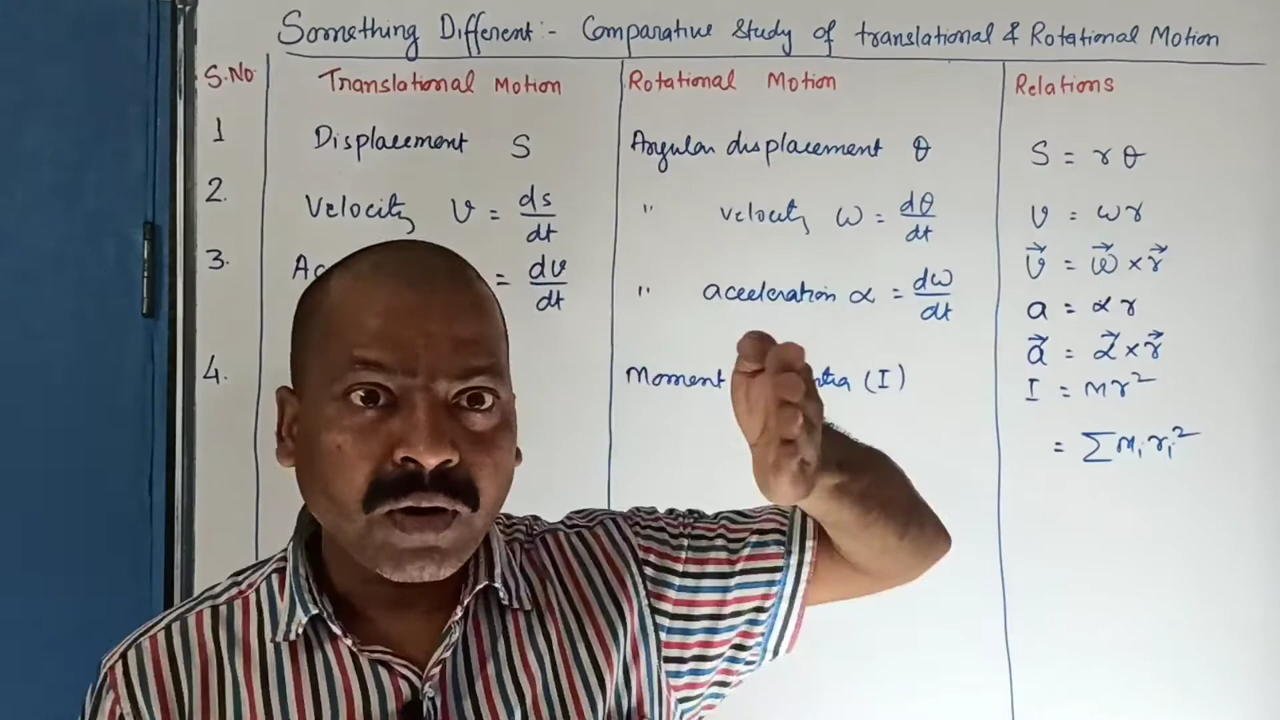 Something Different :- Comparative Study of translational & Rotational Motion
S.No Translational Motion Rotational Motion Relations
1 Displacement S Angular displacement θ S = rθ
2. Velocity v = ds/dt " velocity ω = dθ/dt v = ωr
v⃗ = ω⃗ × r⃗
3. Ac = dv/dt " acceleration α = dω/dt a = αr
a⃗ = α⃗ × r⃗
4. Moment (I) I = mr²
= Σ mᵢrᵢ²